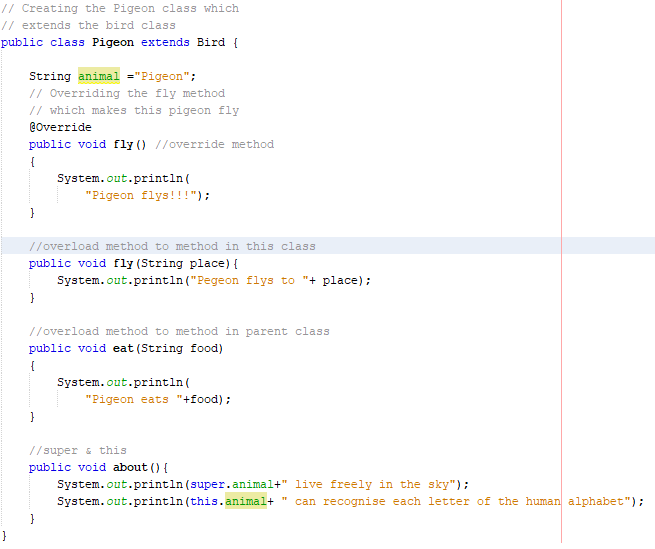 // Creating the Pigeon class which
// extends the bird class
public class Pigeon extends Bird {
String animal ="Pigeon";
// Overriding the fly method
// which makes this pigeon fly
@Override
public void fly() //override method
{
System.out.println(
"Pigeon flys!!!");
}
//overload method to method in this class
public void fly(String place){
System.out.println("Pegeon flys to "+ place);
}
//overload method to method in parent class
public void eat(String food)
{
System.out.println(
"Pigeon eats "+food);
}
//super & this
public void about(){
System.out.println(super.animal+" live freely in the sky");
System.out.println(this.animal+ " can recognise each letter of the human alphabet");
}
}